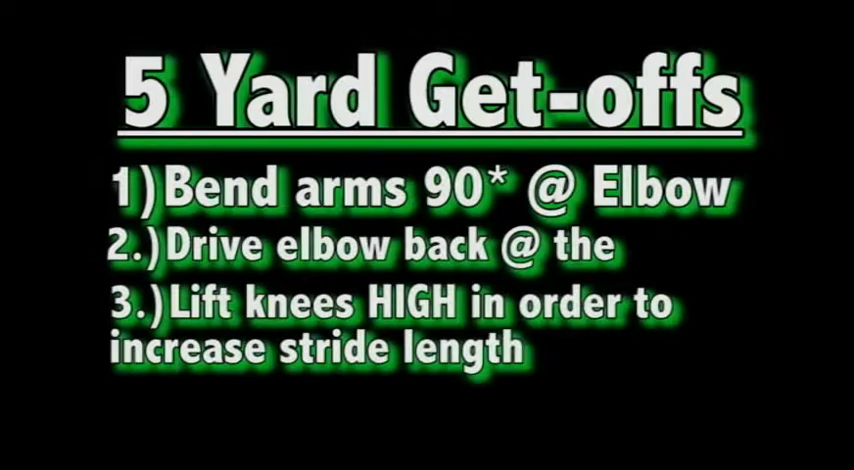 5 Yard Get-offs
1)Bend arms 90* @ Elbow
2.)Drive elbow back @ the
3.)Lift knees HIGH in order to
increase stride length